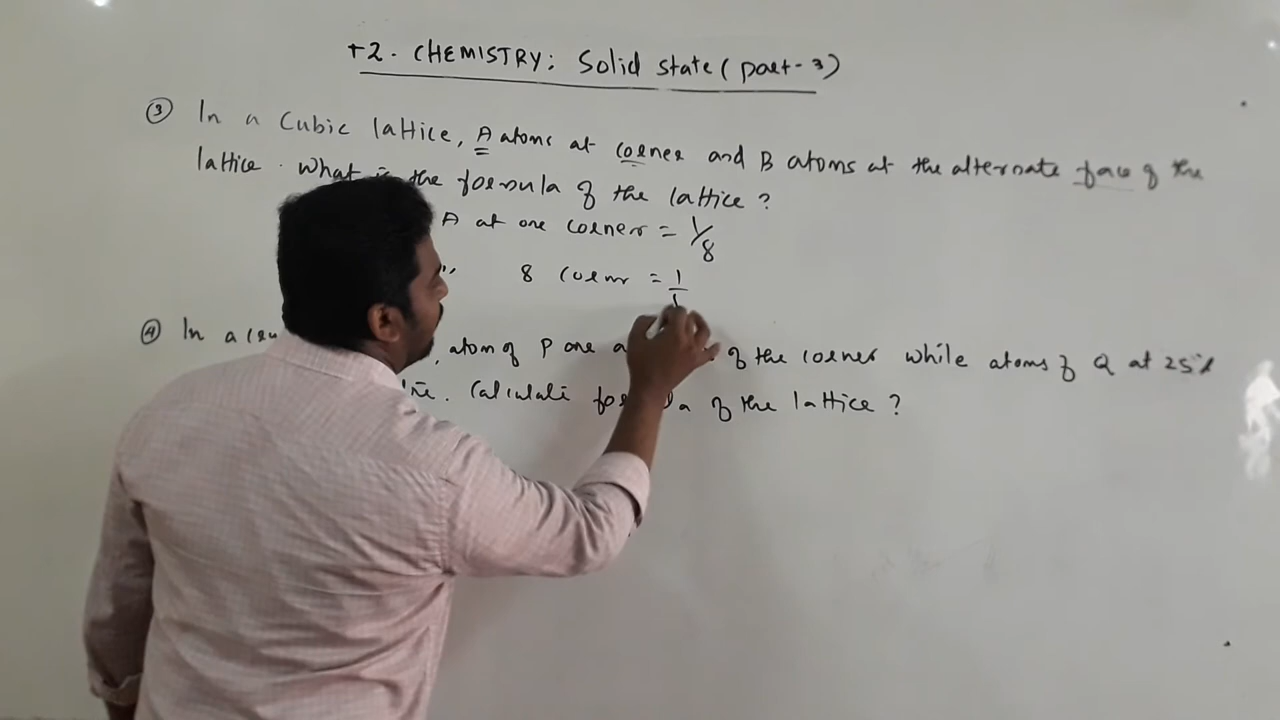 +2. CHEMISTRY: Solid state (part-3)
③ In a Cubic lattice, A atoms at corner and B atoms at the alternate face of the
lattice. What is the formula of the lattice?
A at one corner = 1/8
,, 8 corner = 1
④ In a atom of P are of the corner while atoms of Q at 25%
Calculate of the lattice?